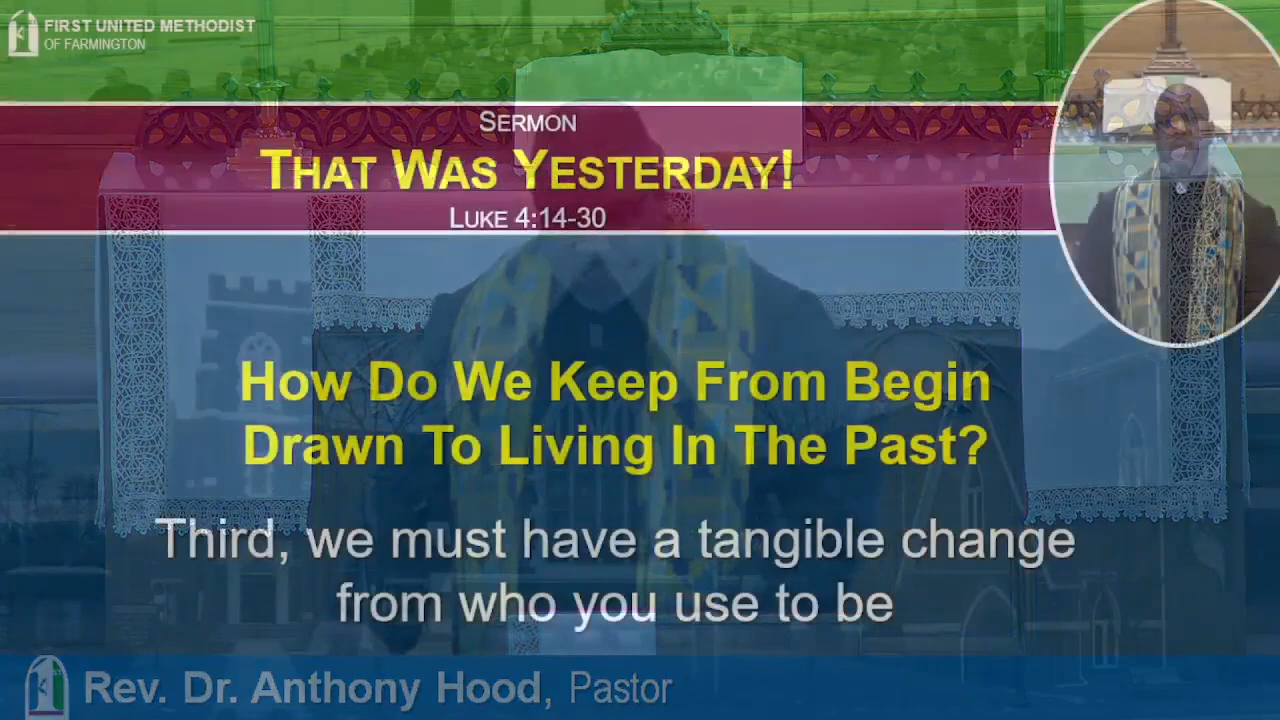 FIRST UNITED METHODIST
OF FARMINGTON
SERMON
THAT WAS YESTERDAY!
LUKE 4:14-30
How Do We Keep From Begin
Drawn To Living In The Past?
Third, we must have a tangible change
from who you use to be
Rev. Dr. Anthony Hood, Pastor